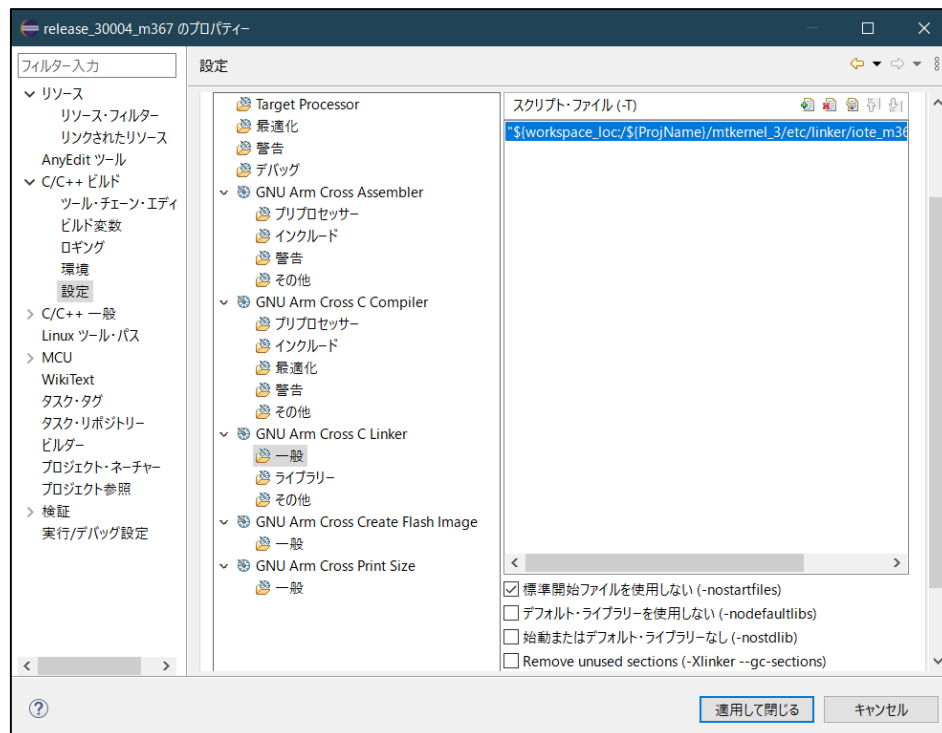 release_30004_m367 のプロパティー
フィルター入力
設定
リソース
リソース・フィルター
リンクされたリソース
AnyEdit ツール
C/C++ ビルド
ツール・チェーン・エディ
ビルド変数
ロギング
環境
設定
C/C++ 一般
Linux ツール・パス
MCU
WikiText
タスク・タグ
タスク・リポジトリー
ビルダー
プロジェクト・ネーチャー
プロジェクト参照
検証
実行/デバッグ設定
Target Processor
最適化
警告
デバッグ
GNU Arm Cross Assembler
プリプロセッサー
インクルード
警告
その他
GNU Arm Cross C Compiler
プリプロセッサー
インクルード
最適化
警告
その他
GNU Arm Cross C Linker
一般
ライブラリー
その他
GNU Arm Cross Create Flash Image
一般
GNU Arm Cross Print Size
一般
スクリプト・ファイル (-T)
"${workspace_loc:/${ProjName}/mtkernel_3/etc/linker/iote_m36
標準開始ファイルを使用しない (-nostartfiles)
デフォルト・ライブラリーを使用しない (-nodefaultlibs)
始動またはデフォルト・ライブラリーなし (-nostdlib)
Remove unused sections (-Xlinker --gc-sections)
適用して閉じる
キャンセル